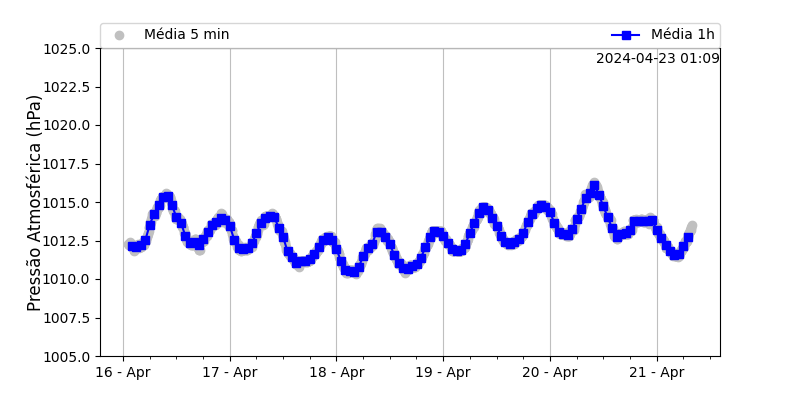 Média 5 min
Média 1h
2024-04-23 01:09
Pressão Atmosférica (hPa)
1025.0
1022.5
1020.0
1017.5
1015.0
1012.5
1010.0
1007.5
1005.0
16 - Apr
17 - Apr
18 - Apr
19 - Apr
20 - Apr
21 - Apr